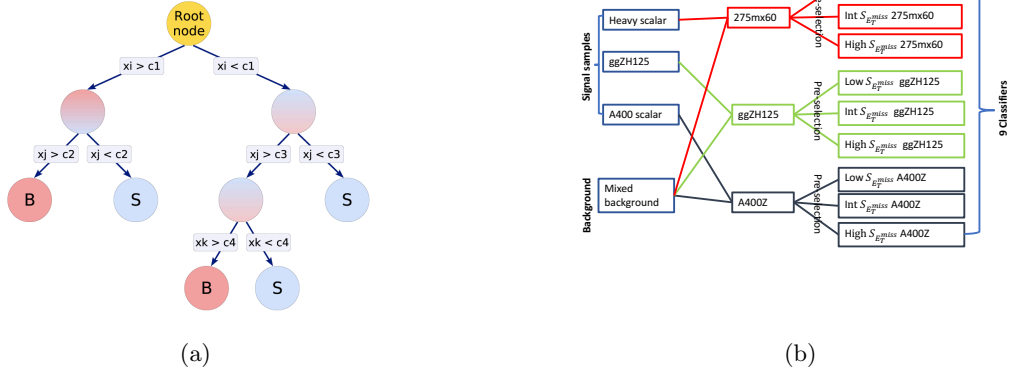 Root
node
xi > c1
xi < c1
xj > c2
xj < c2
xj > c3
xj < c3
B
S
S
xk > c4
xk < c4
B
S
(a)
Signal samples
Heavy scalar
ggZH125
A400 scalar
Background
Mixed
background
275mx60
ggZH125
A400Z
Pre-selection
Pre-selection
Int S_{E_T^{miss}} 275mx60
High S_{E_T^{miss}} 275mx60
Low S_{E_T^{miss}} ggZH125
Int S_{E_T^{miss}} ggZH125
High S_{E_T^{miss}} ggZH125
Low S_{E_T^{miss}} A400Z
Int S_{E_T^{miss}} A400Z
High S_{E_T^{miss}} A400Z
9 Classifiers
(b)